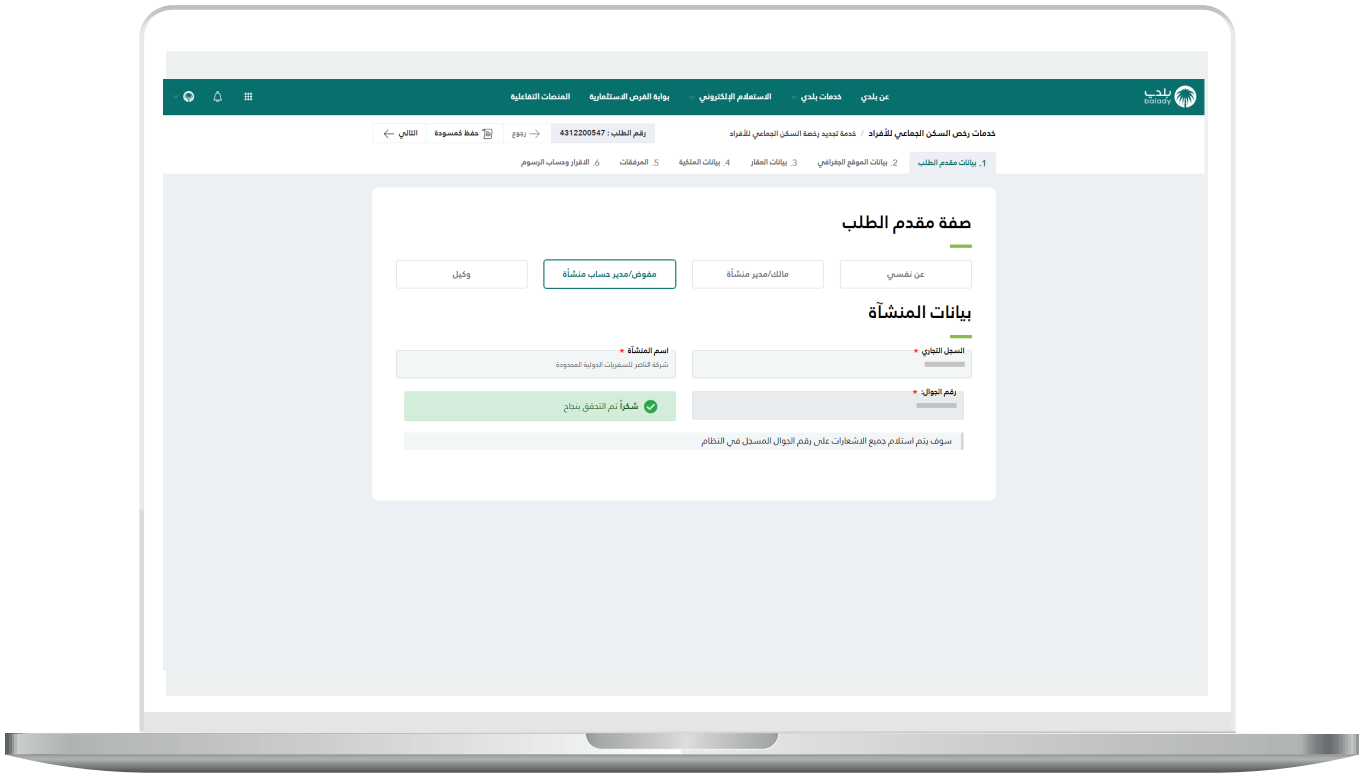 بلدي
balady
عن بلدي
خدمات بلدي
الاستعلام الإلكتروني
بوابة الفرص الاستثمارية
المنصات التفاعلية
خدمات رخص السكن الجماعي للأفراد / خدمة تجديد رخصة السكن الجماعي للأفراد
رقم الطلب : 4312200547
رجوع
حفظ كمسودة
التالي
1. بيانات مقدم الطلب
2. بيانات الموقع الجغرافي
3. بيانات العقار
4. بيانات الملكية
5. المرفقات
6. الاقرار وحساب الرسوم
صفة مقدم الطلب
عن نفسي
مالك/مدير منشأة
مفوض/مدير حساب منشأة
وكيل
بيانات المنشآة
السجل التجاري *
اسم المنشآة *
شركة الناصر للسفريات الدولية المحدودة
رقم الجوال: *
شكراً تم التحقق بنجاح
سوف يتم استلام جميع الاشعارات على رقم الجوال المسجل في النظام